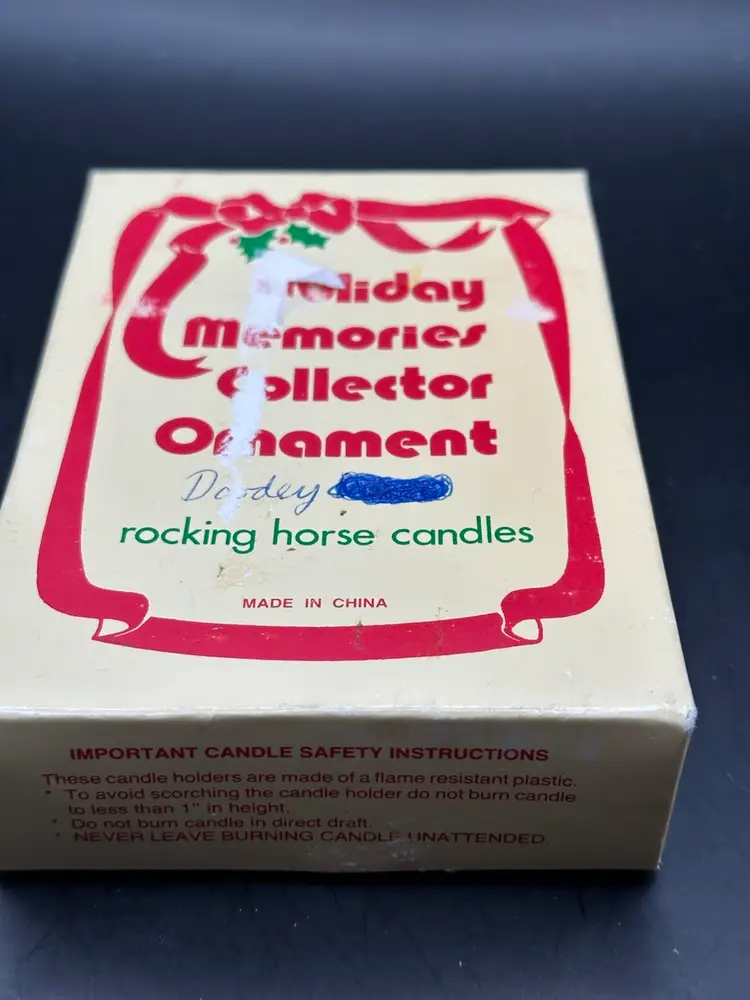 Holiday
Memories
Collector
Ornament
Doodey
rocking horse candles
MADE IN CHINA
IMPORTANT CANDLE SAFETY INSTRUCTIONS
These candle holders are made of a flame resistant plastic.
* To avoid scorching the candle holder do not burn candle
to less than 1" in height.
* Do not burn candle in direct draft.
* NEVER LEAVE BURNING CANDLE UNATTENDED